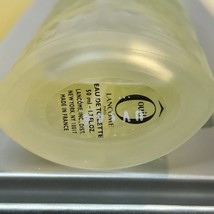 Ô
oui!
LANCÔME
EAU DE TOILETTE
50 ml - 1.7 FL.OZ.
LANCÔME, INC. DIST.
NEW YORK, NY 10017
MADE IN FRANCE